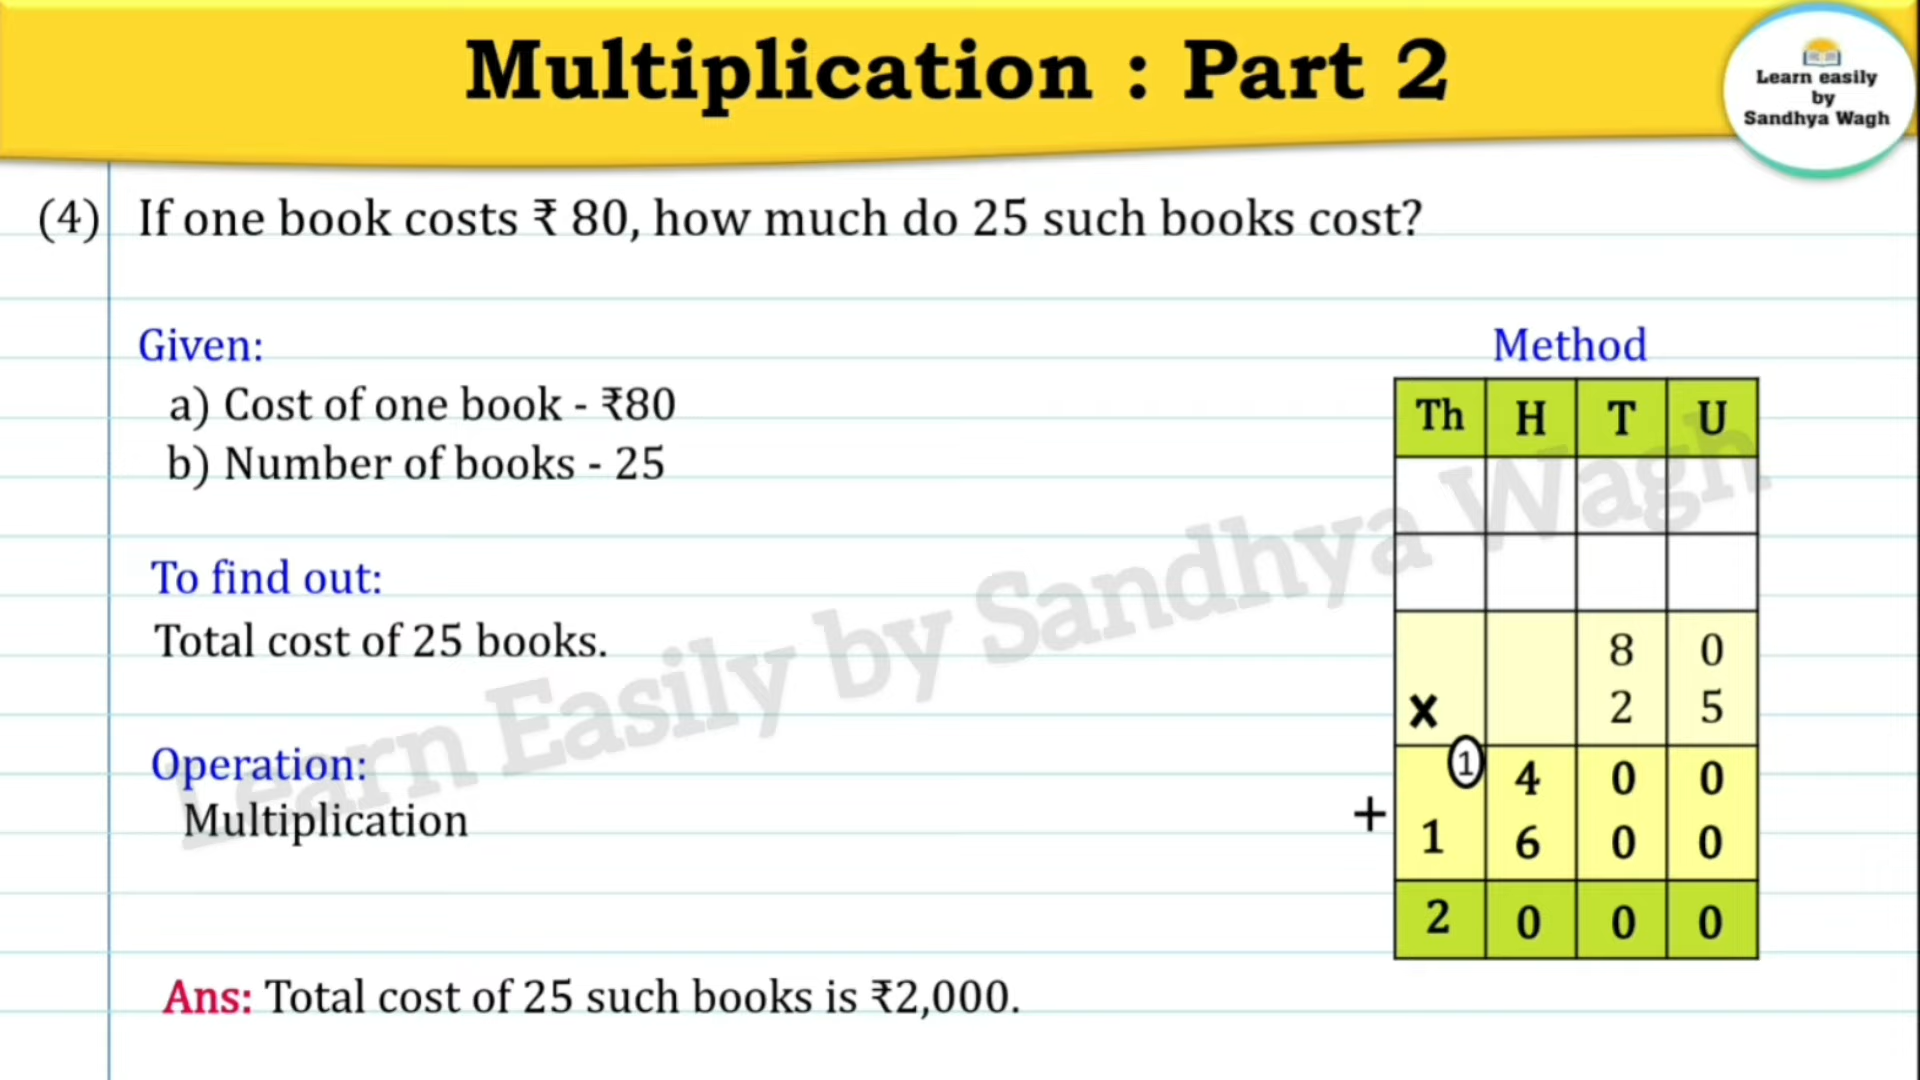 Multiplication : Part 2
Learn easily
by
Sandhya Wagh
(4) If one book costs ₹ 80, how much do 25 such books cost?
Given:
a) Cost of one book - ₹80
b) Number of books - 25
To find out:
Total cost of 25 books.
Operation:
Multiplication
Ans: Total cost of 25 such books is ₹2,000.
Method
Th H T U
8 0
x 2 5
1 4 0 0
+ 1 6 0 0
2 0 0 0
Learn Easily by Sandhya Wagh